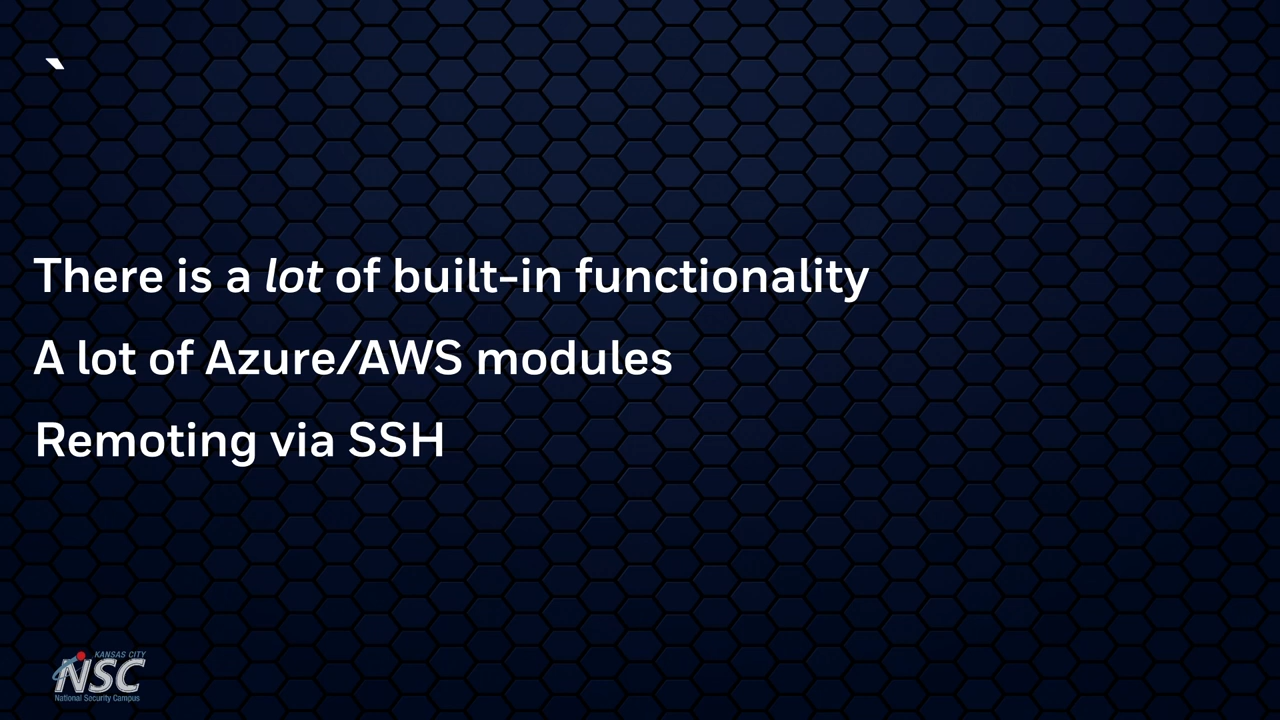 `
There is a lot of built-in functionality
A lot of Azure/AWS modules
Remoting via SSH
KANSAS CITY
NSC
National Security Campus